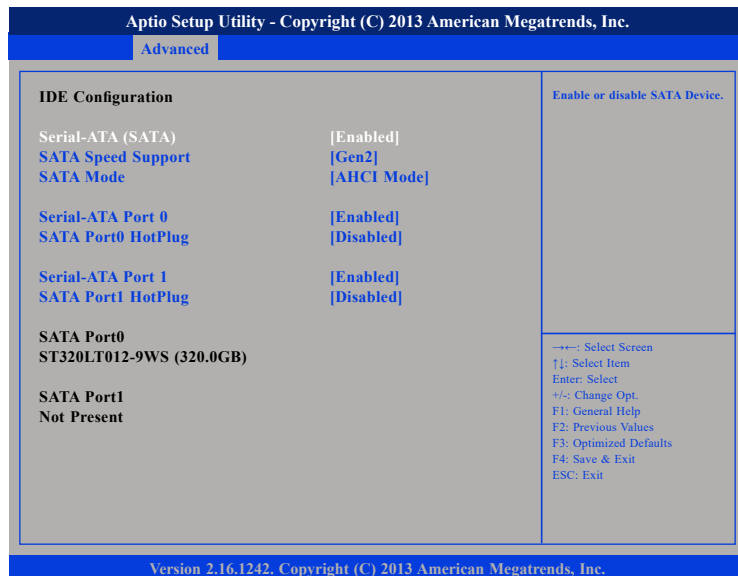 Aptio Setup Utility - Copyright (C) 2013 American Megatrends, Inc.
Advanced
IDE Configuration
Serial-ATA (SATA) [Enabled]
SATA Speed Support [Gen2]
SATA Mode [AHCI Mode]
Serial-ATA Port 0 [Enabled]
SATA Port0 HotPlug [Disabled]
Serial-ATA Port 1 [Enabled]
SATA Port1 HotPlug [Disabled]
SATA Port0
ST320LT012-9WS (320.0GB)
SATA Port1
Not Present
Enable or disable SATA Device.
→←: Select Screen
↑↓: Select Item
Enter: Select
+/-: Change Opt.
F1: General Help
F2: Previous Values
F3: Optimized Defaults
F4: Save & Exit
ESC: Exit
Version 2.16.1242. Copyright (C) 2013 American Megatrends, Inc.